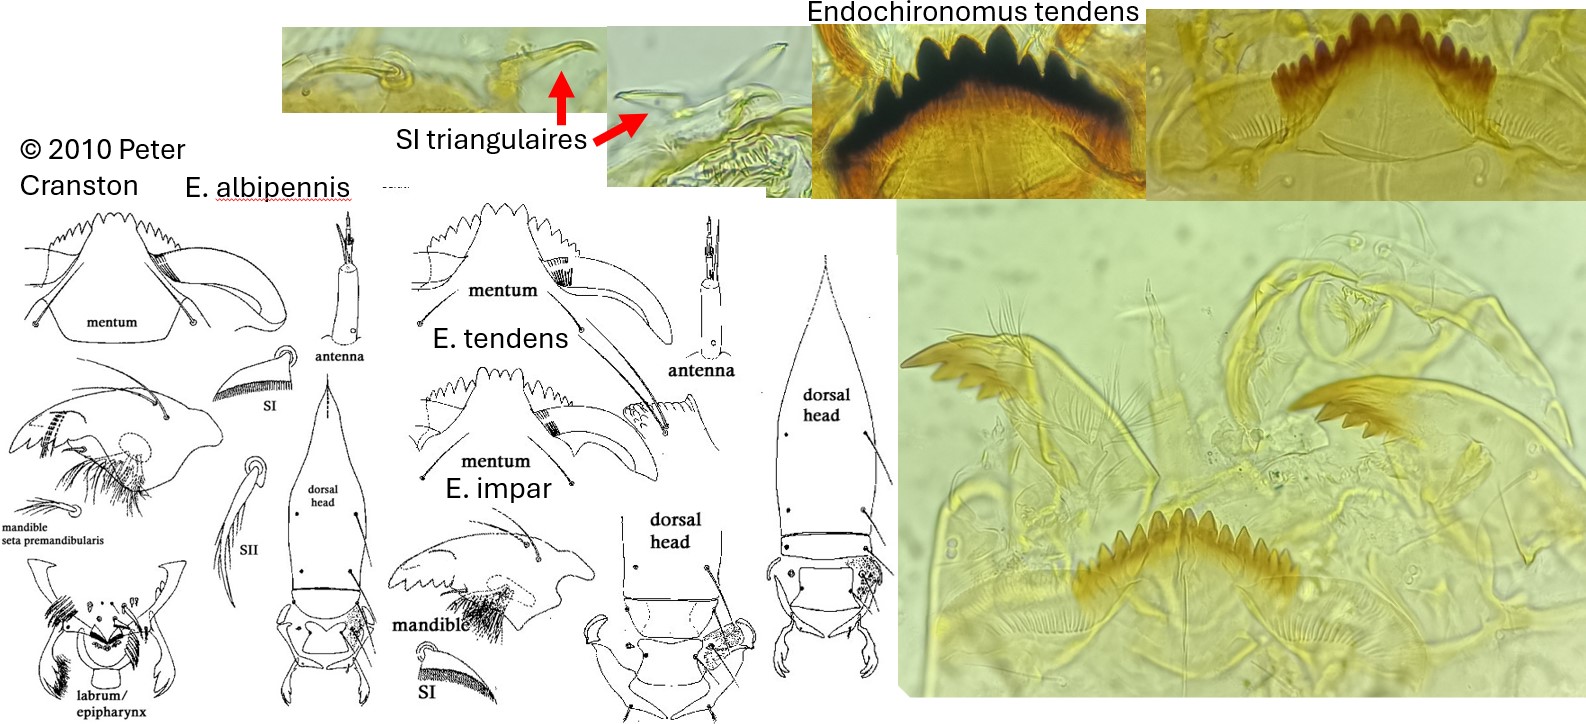 Endochironomus tendens
SI triangulaires
© 2010 Peter
Cranston
E. albipennis
mentum
antenna
SI
mandible
seta premandibularis
SII
dorsal
head
labrum/
epipharynx
mentum
E. tendens
antenna
mentum
E. impar
mandible
SI
dorsal
head
dorsal
head